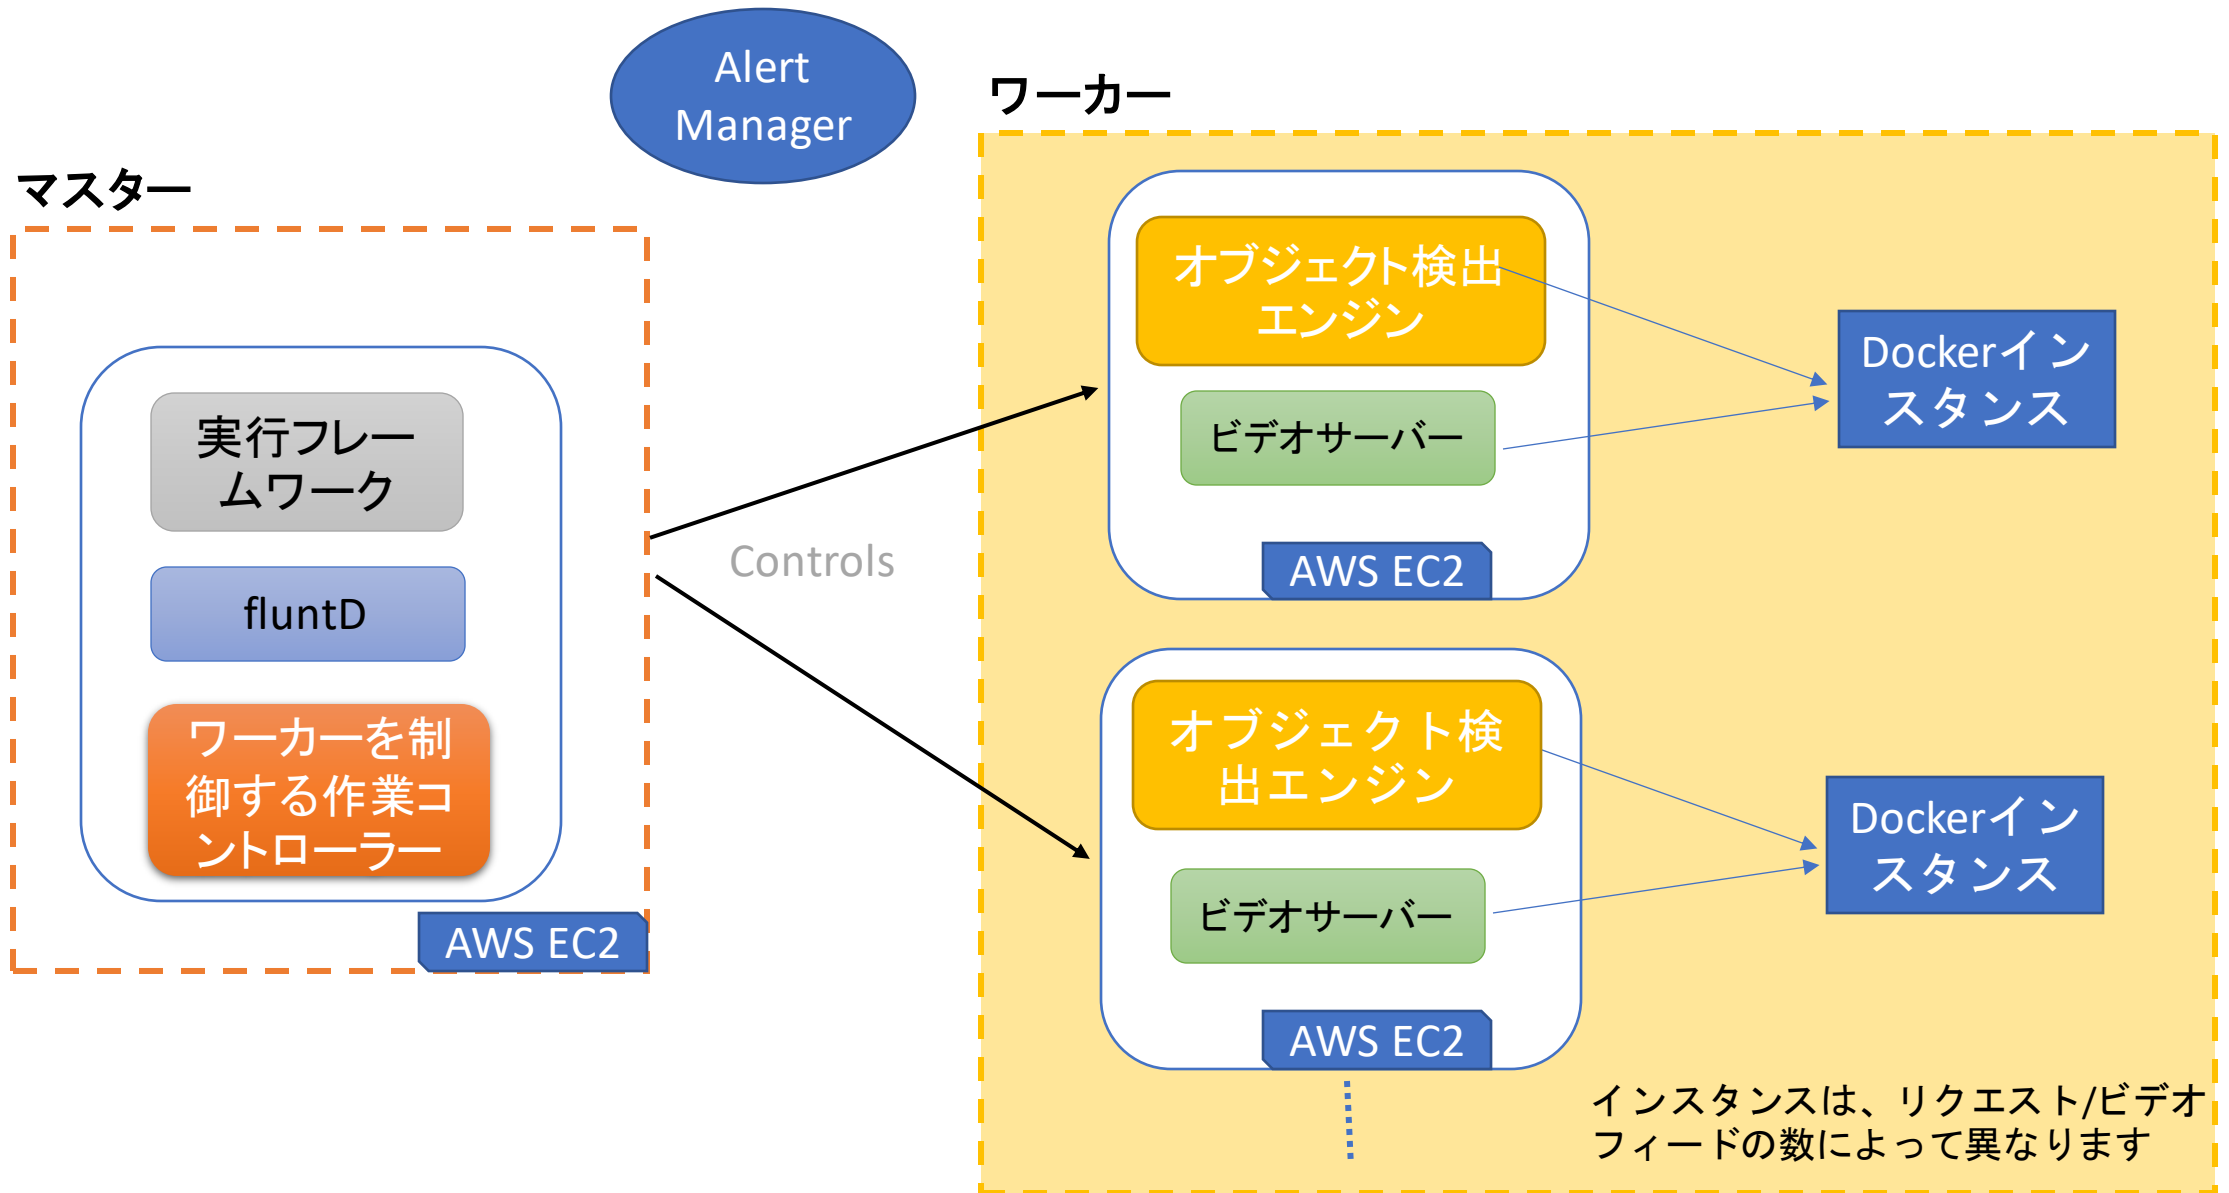 Alert
Manager
マスター
実行フレー
ムワーク
fluntD
ワーカーを制
御する作業コ
ントローラー
AWS EC2
Controls
ワーカー
オブジェクト検出
エンジン
ビデオサーバー
AWS EC2
Dockerイン
スタンス
オブジェクト検
出エンジン
ビデオサーバー
AWS EC2
Dockerイン
スタンス
インスタンスは、リクエスト/ビデオ
フィードの数によって異なります